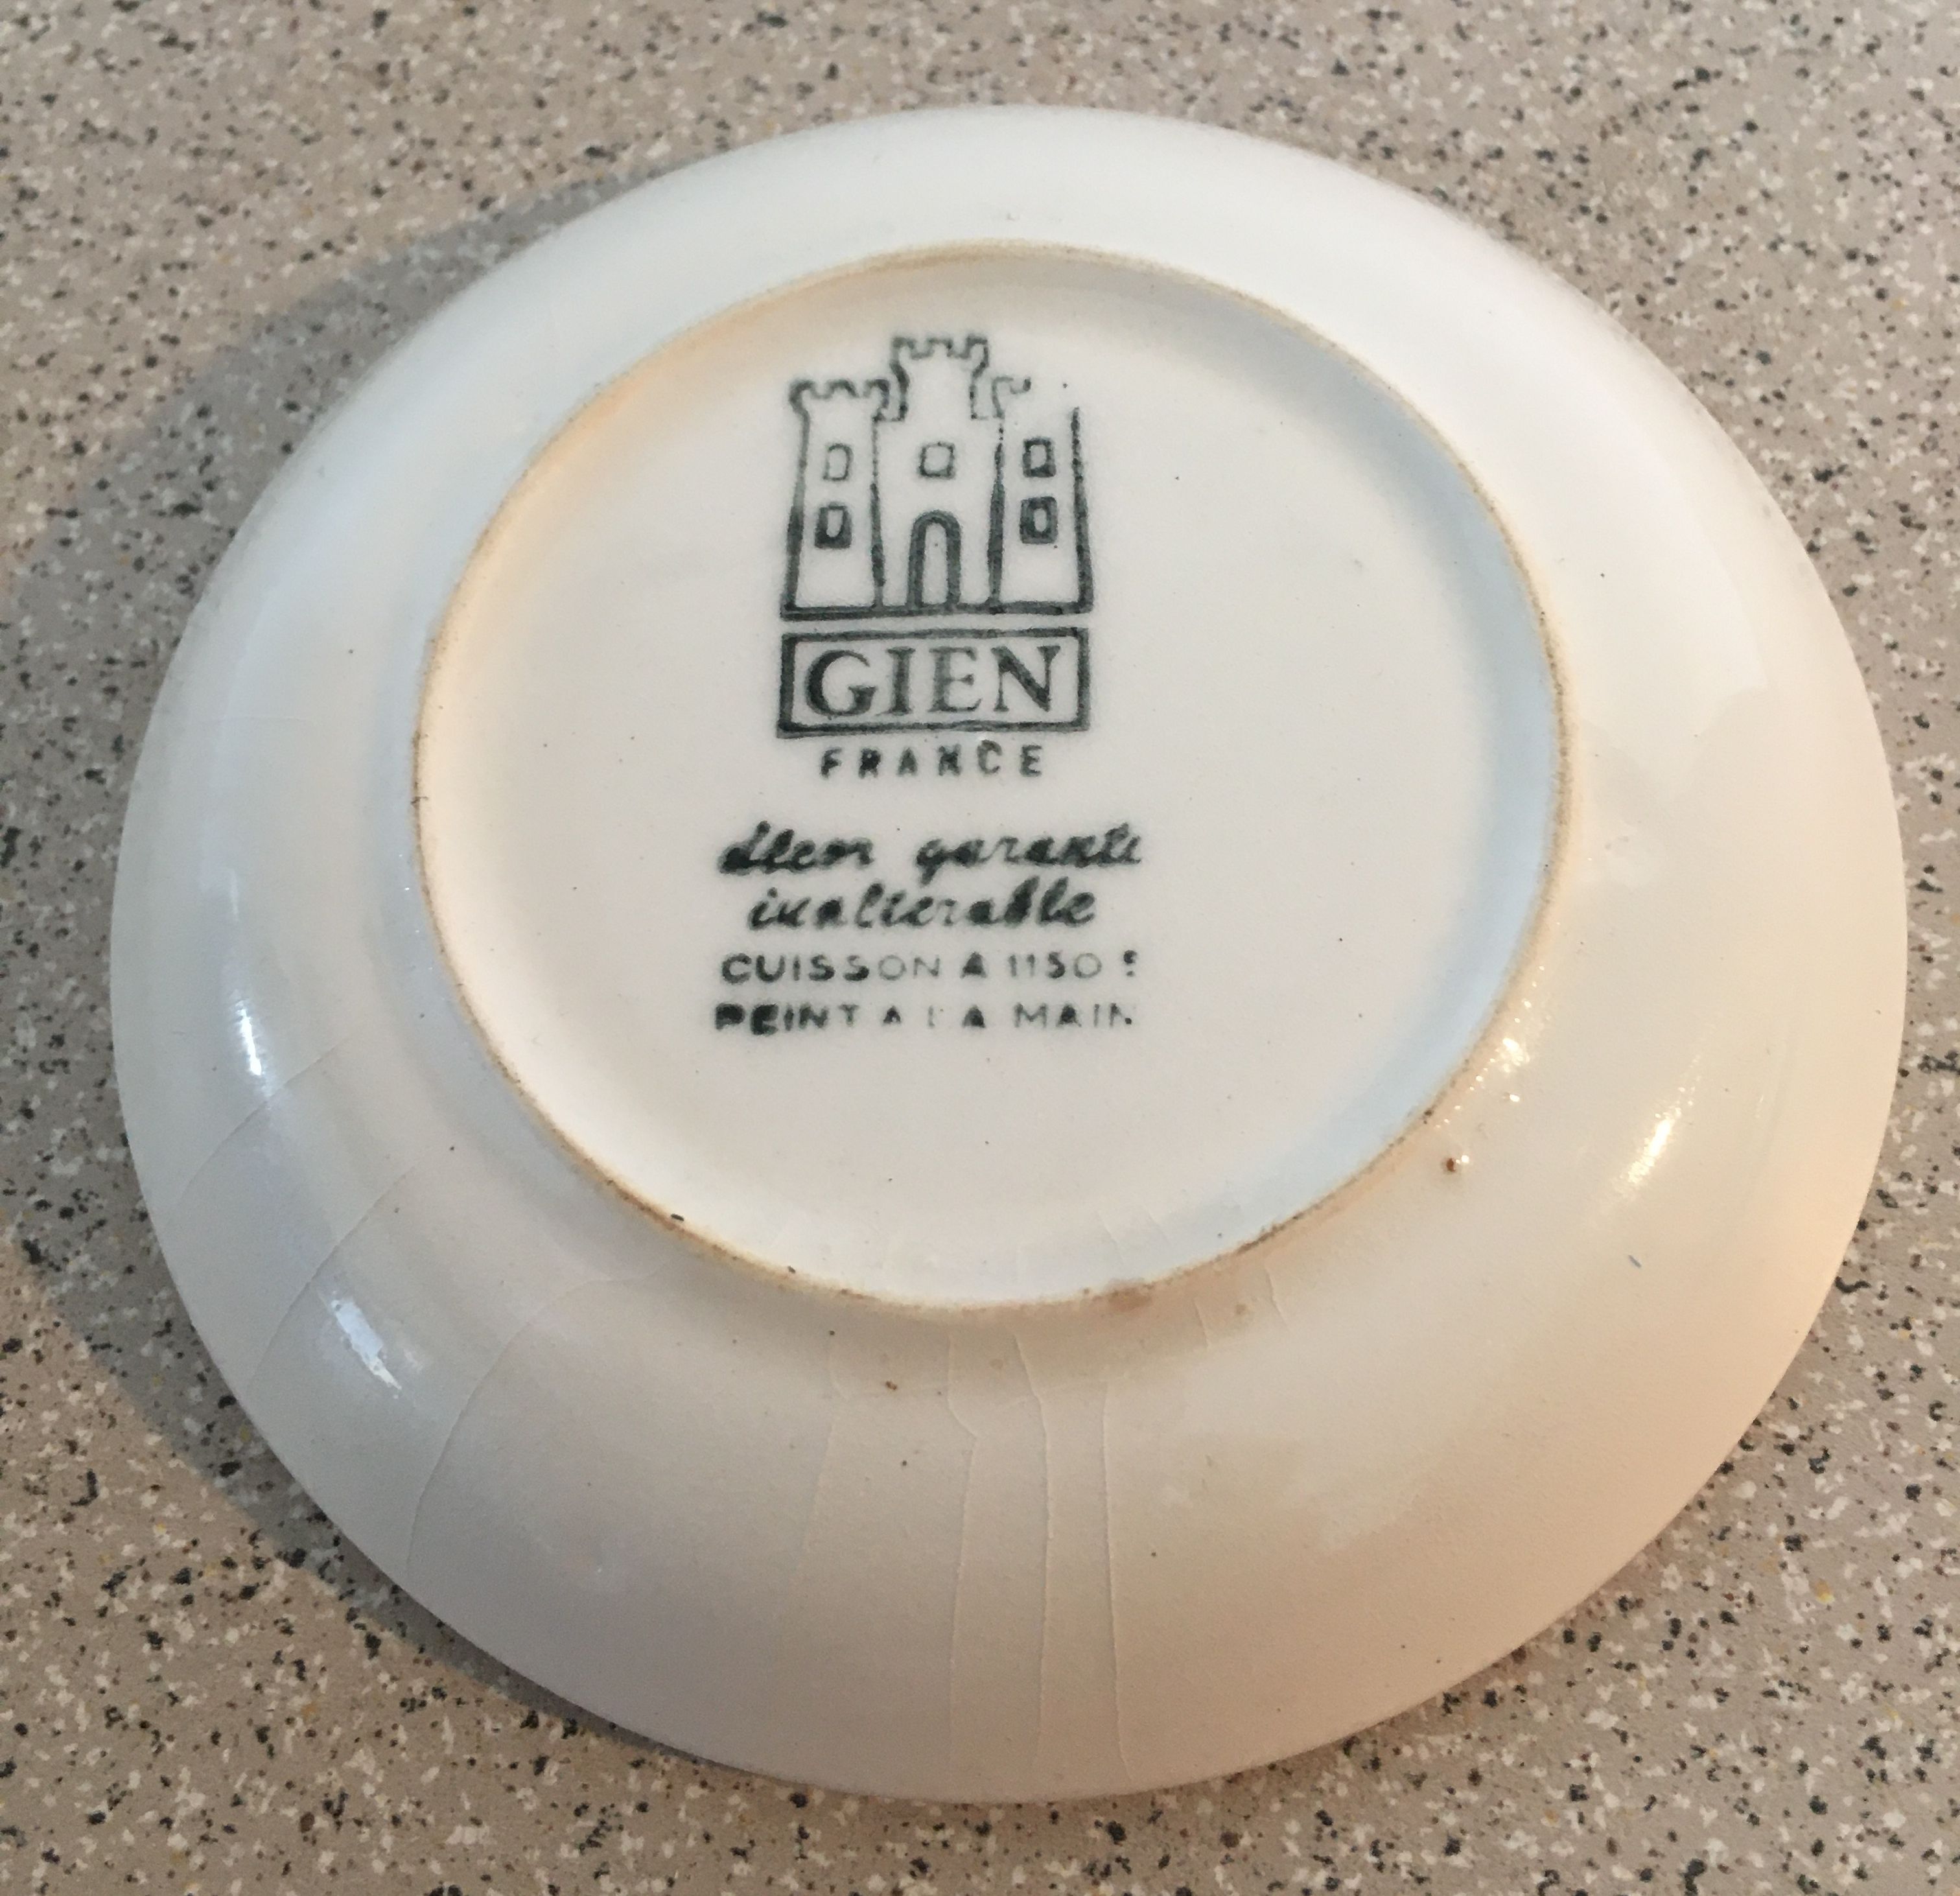 GIEN
FRANCE
décor garanti
inaltérable
CUISSON A 1150°
PEINT A LA MAIN